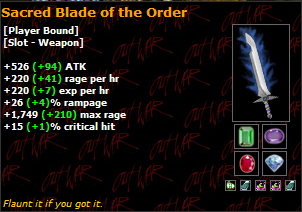 Sacred Blade of the Order
[Player Bound]
[Slot - Weapon]
+526 (+94) ATK
+220 (+41) rage per hr
+220 (+7) exp per hr
+26 (+4)% rampage
+1,749 (+210) max rage
+15 (+1)% critical hit
Flaunt it if you got it.